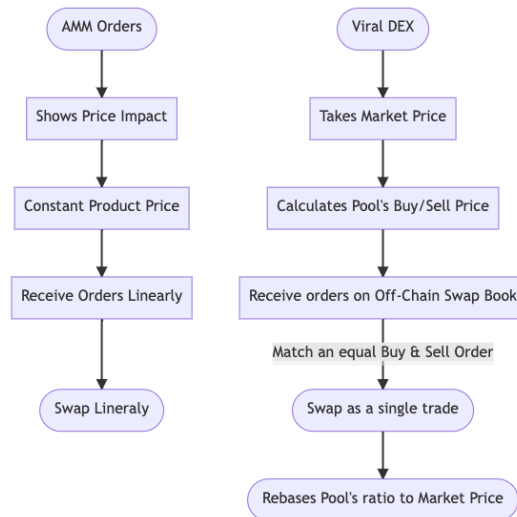 AMM Orders
Shows Price Impact
Constant Product Price
Receive Orders Linearly
Swap Lineraly
Viral DEX
Takes Market Price
Calculates Pool's Buy/Sell Price
Receive orders on Off-Chain Swap Book
Match an equal Buy & Sell Order
Swap as a single trade
Rebases Pool's ratio to Market Price